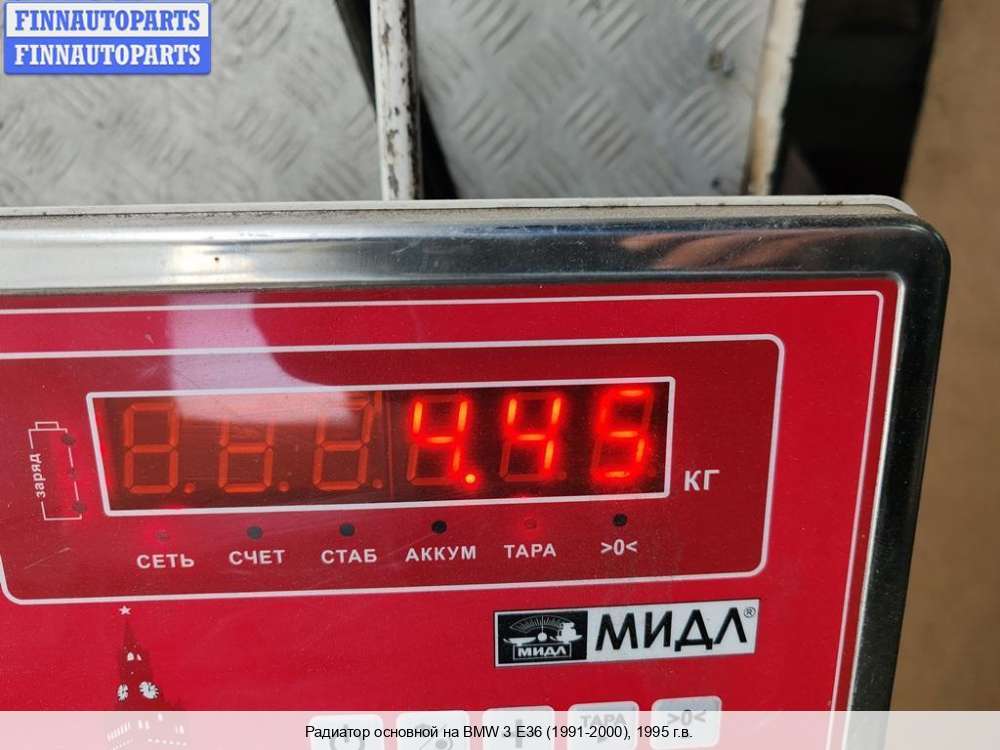 FINNAUTOPARTS
FINNAUTOPARTS
заряд
4.45
КГ
СЕТЬ
СЧЕТ
СТАБ
АККУМ
ТАРА
>0<
МИДЛ
МИДЛ®
ТАРА
>0<
Радиатор основной на BMW 3 E36 (1991-2000), 1995 г.в.